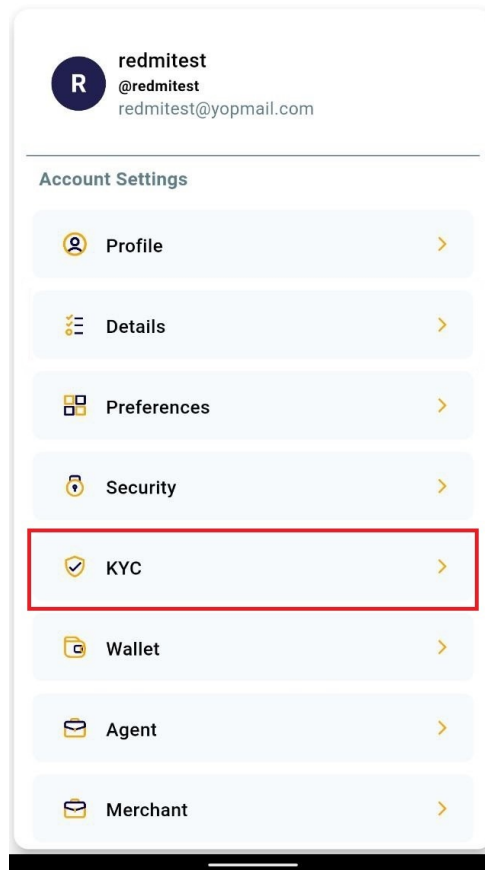 R
redmitest
@redmitest
redmitest@yopmail.com
Account Settings
Profile
Details
Preferences
Security
KYC
Wallet
Agent
Merchant